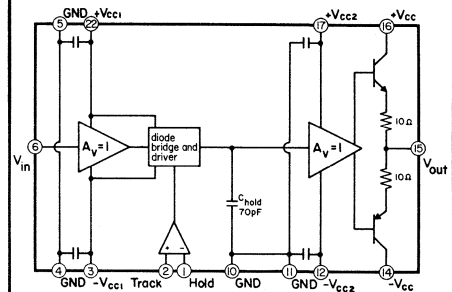 GND +VCC1 +VCC2 +VCC
5 22 17 16
10Ω
6 AV=1 diode bridge and driver AV=1 15
Vin Vout
10Ω
Chold
70pF
+ -
4 3 2 1 10 11 12 14
GND -VCC1 Track Hold GND GND -VCC2 -VCC